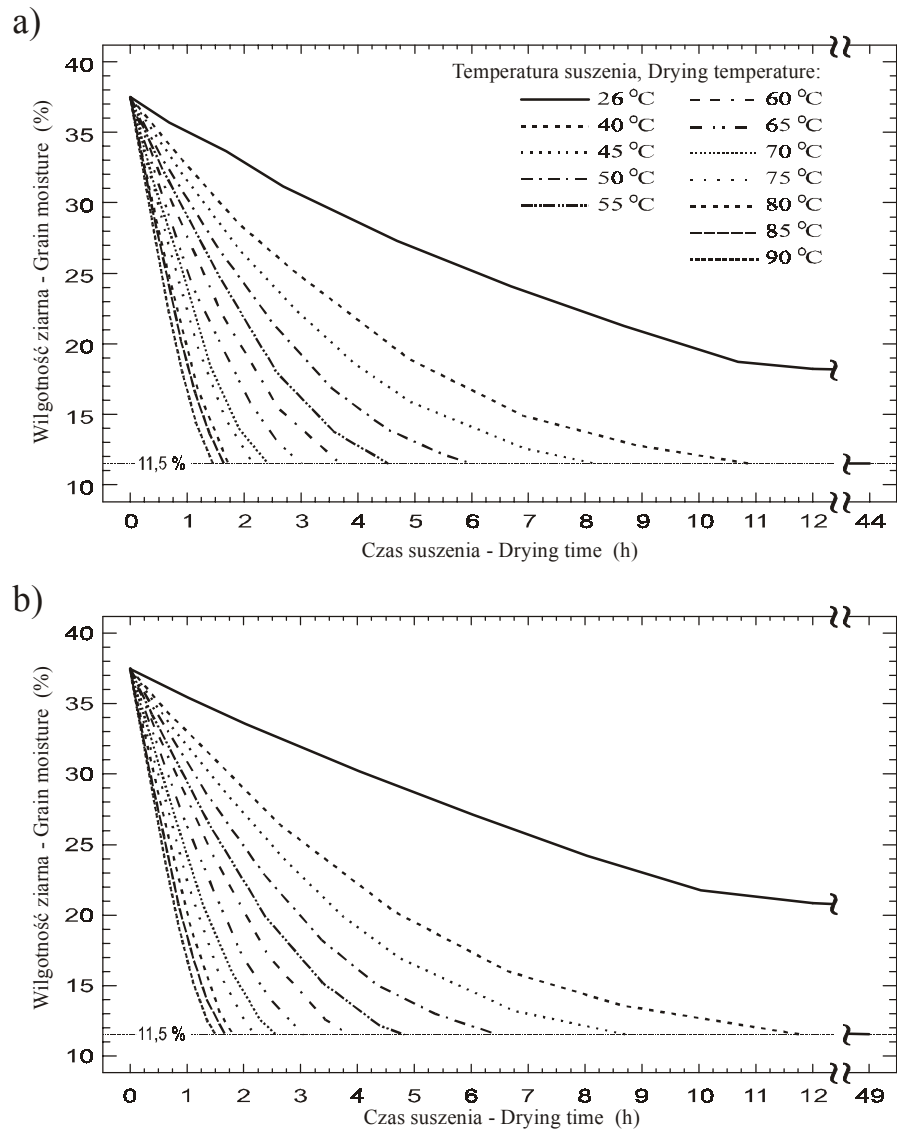 a)
Temperatura suszenia, Drying temperature:
26 °C
40 °C
45 °C
50 °C
55 °C
60 °C
65 °C
70 °C
75 °C
80 °C
85 °C
90 °C
Wilgotność ziarna - Grain moisture (%)
40
35
30
25
20
15
10
11,5 %
0 1 2 3 4 5 6 7 8 9 10 11 12 44
Czas suszenia - Drying time (h)
b)
Wilgotność ziarna - Grain moisture (%)
40
35
30
25
20
15
10
11,5 %
0 1 2 3 4 5 6 7 8 9 10 11 12 49
Czas suszenia - Drying time (h)